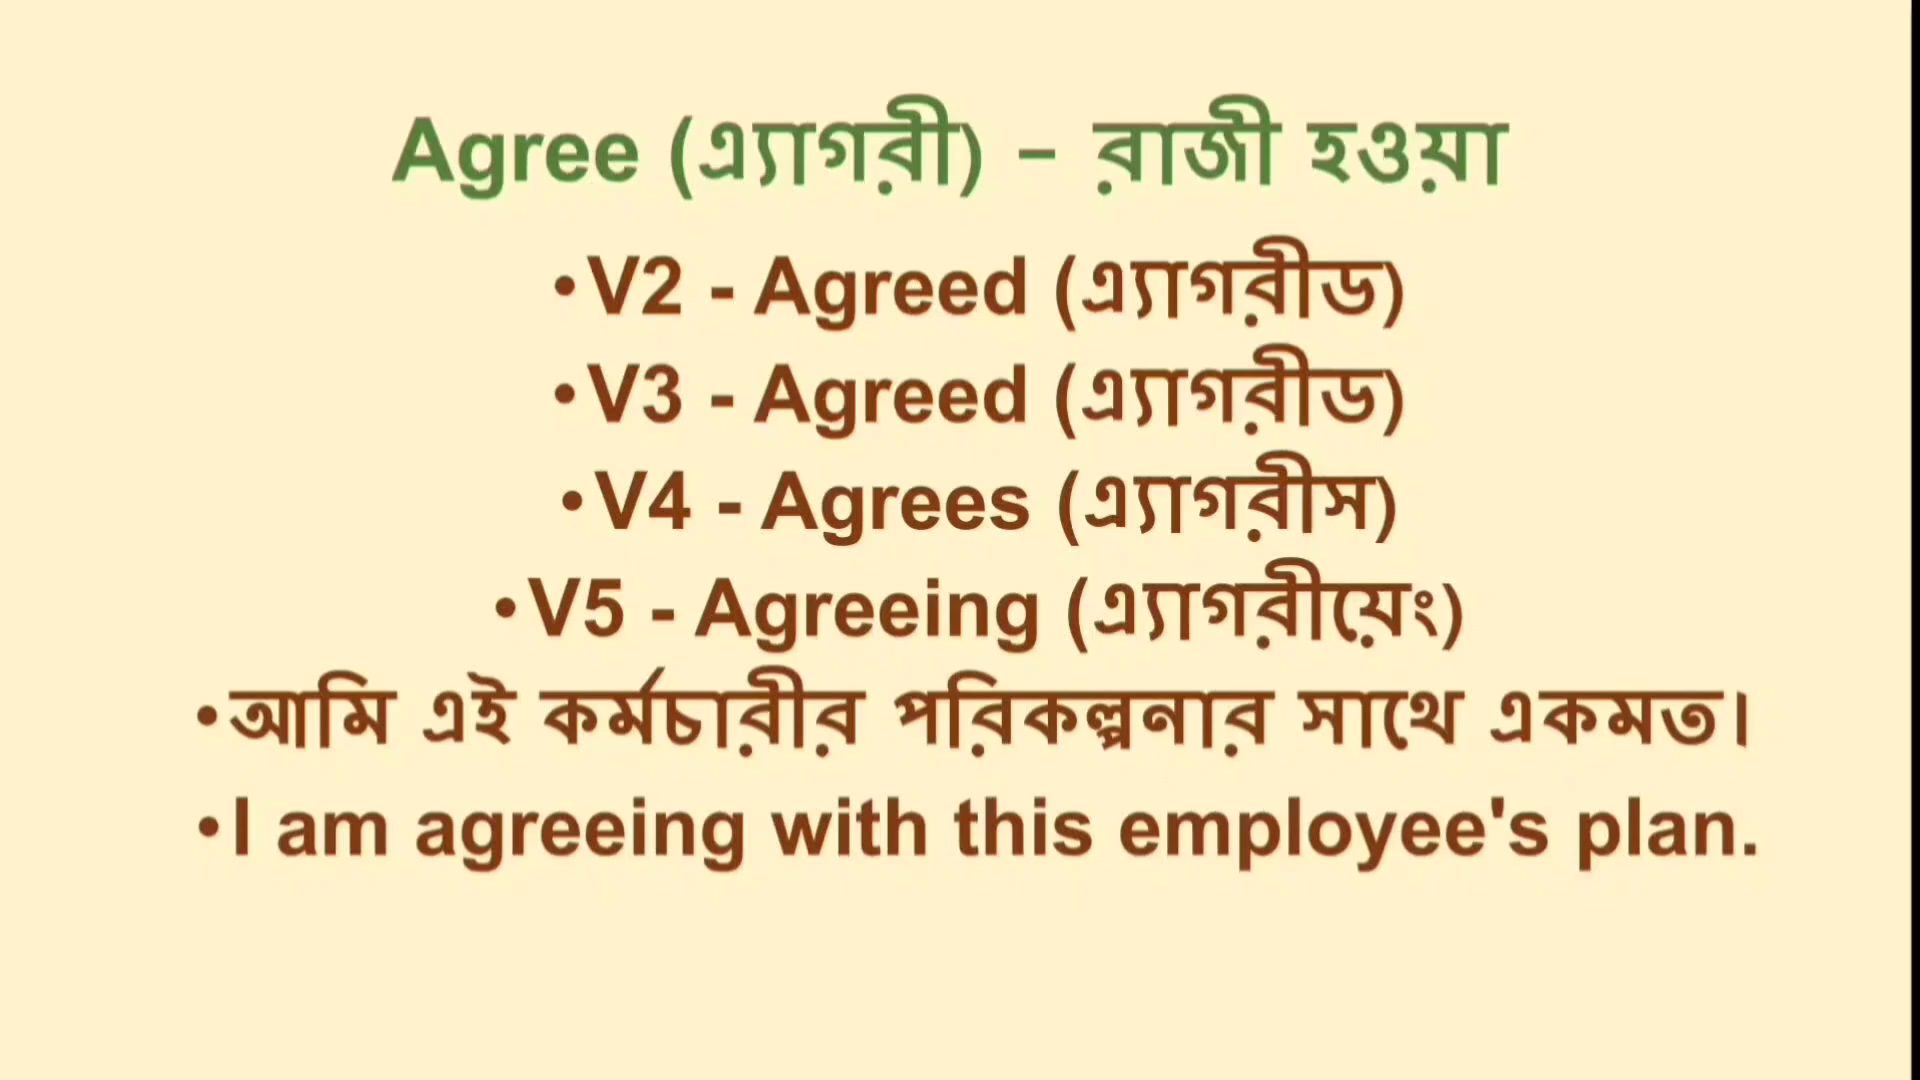 Agree (এ্যাগরী) – রাজী হওয়া
•V2 - Agreed (এ্যাগরীড)
•V3 - Agreed (এ্যাগরীড)
•V4 - Agrees (এ্যাগরীস)
•V5 - Agreeing (এ্যাগরীয়েং)
•আমি এই কর্মচারীর পরিকল্পনার সাথে একমত।
•I am agreeing with this employee's plan.